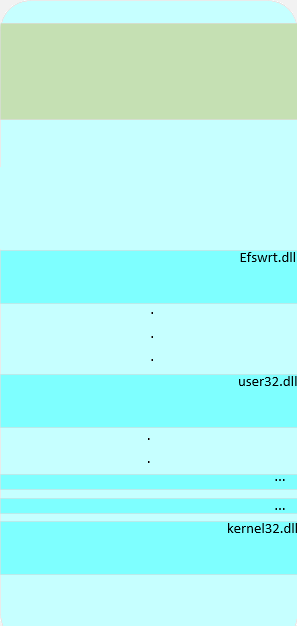 Efswrt.dll
.
.
.
user32.dll
.
.
...
...
kernel32.dll